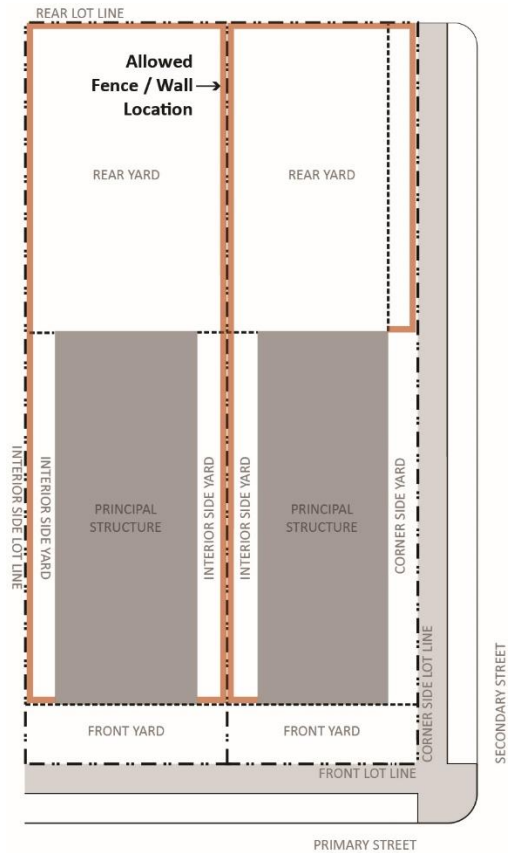 REAR LOT LINE
Allowed
Fence / Wall
Location
REAR YARD
REAR YARD
INTERIOR SIDE LOT LINE
INTERIOR SIDE YARD
PRINCIPAL
STRUCTURE
INTERIOR SIDE YARD
INTERIOR SIDE YARD
PRINCIPAL
STRUCTURE
CORNER SIDE YARD
CORNER SIDE LOT LINE
SECONDARY STREET
FRONT YARD
FRONT YARD
FRONT LOT LINE
PRIMARY STREET